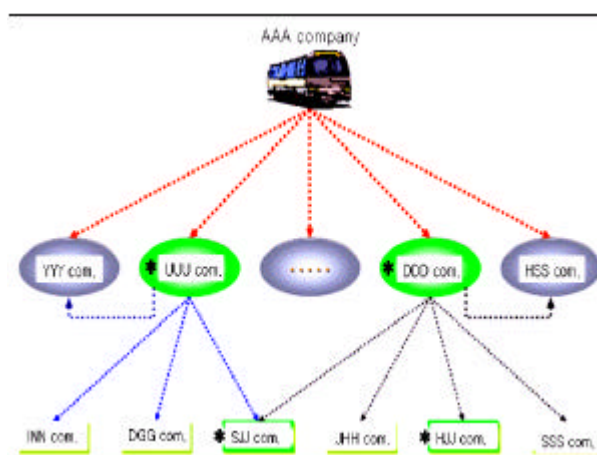 AAA company
YYY com.
* UUU com.
.....
* DDD com.
HSS com.
INN com.
DGG com.
* SJJ com.
JHH com.
* HJJ com.
SSS com.